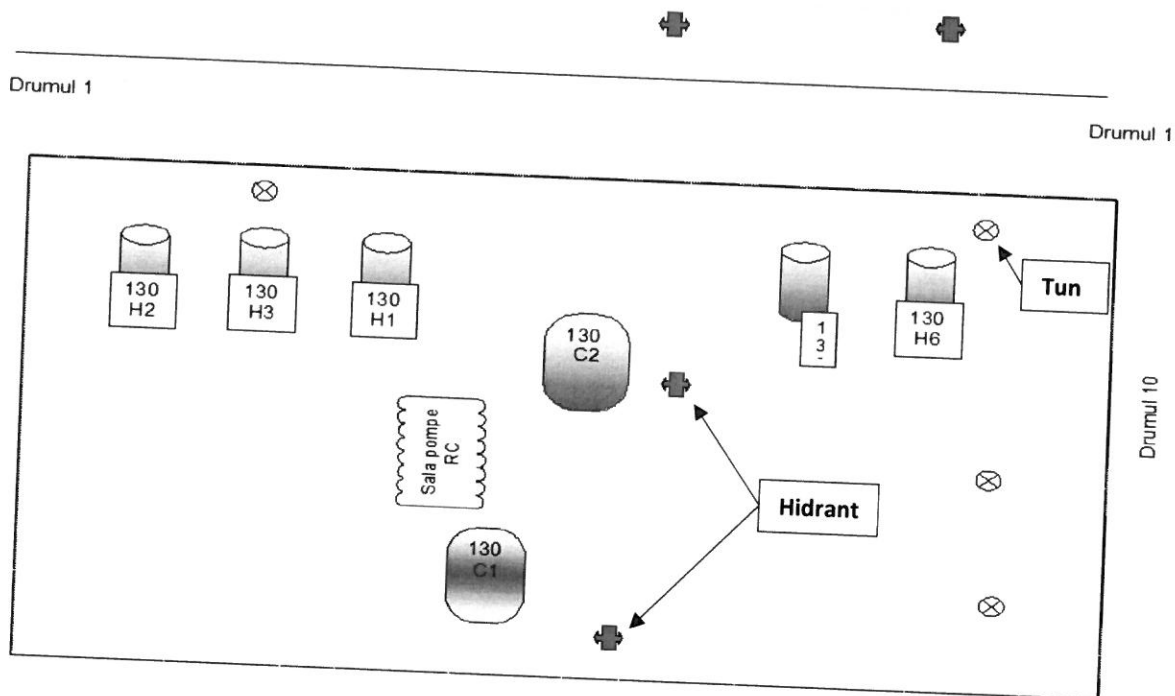 Drumul 1
Drumul 1
130
H2
130
H3
130
H1
130
C2
1
3
-
130
H6
Tun
Drumul 10
Sala pompe
RC
Hidrant
130
C1